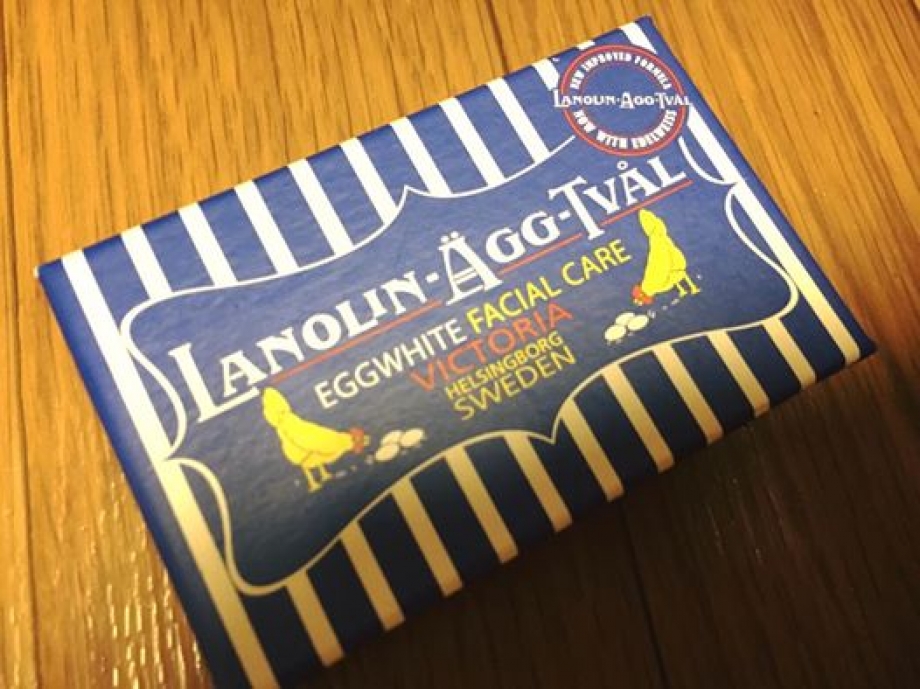 NEW IMPROVED FORMULA
LANOLIN-ÄGG-TVÅL
NOW WITH EDELWEISS
LANOLIN-ÄGG-TVÅL
EGGWHITE FACIAL CARE
VICTORIA
HELSINGBORG
SWEDEN